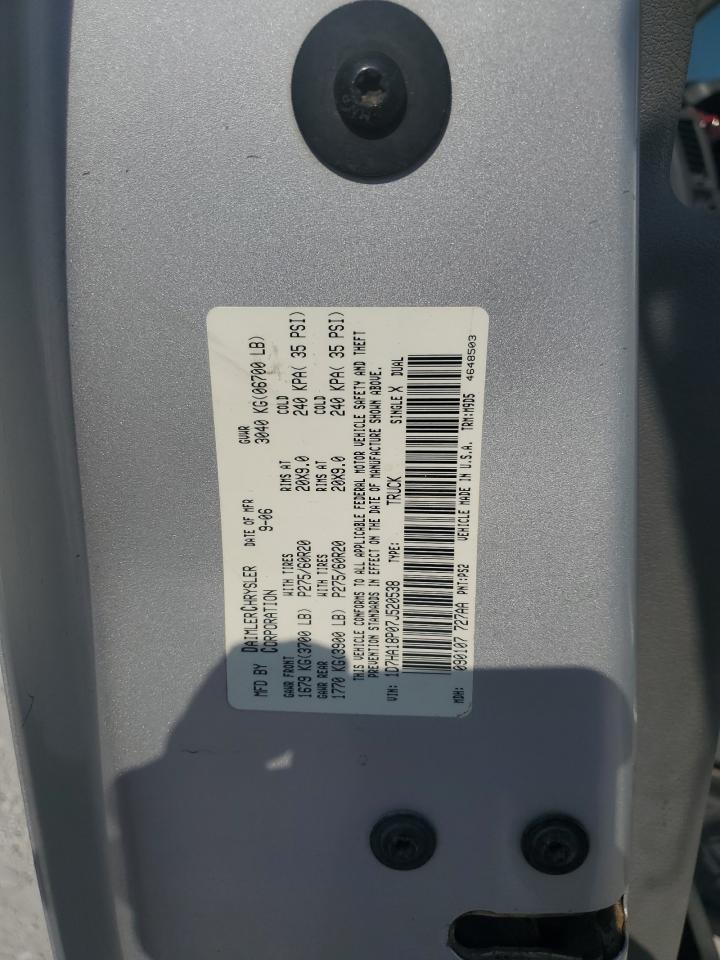 MFD BY DAIMLERCHRYSLER CORPORATION
DATE OF MFR 9-06
GVWR 3040 KG(06700 LB)
GAWR FRONT WITH TIRES RIMS AT COLD
1679 KG(3700 LB) P275/60R20 20X9.0 240 KPA( 35 PSI)
GAWR REAR WITH TIRES RIMS AT COLD
1770 KG(3900 LB) P275/60R20 20X9.0 240 KPA( 35 PSI)
THIS VEHICLE CONFORMS TO ALL APPLICABLE FEDERAL MOTOR VEHICLE SAFETY AND THEFT
PREVENTION STANDARDS IN EFFECT ON THE DATE OF MANUFACTURE SHOWN ABOVE.
VIN: 1D7HA18P07J520538 TYPE: TRUCK SINGLE X DUAL
MDH: 090107 727AA PNT:PS2 VEHICLE MADE IN U.S.A. TRM:M9D5
4648503